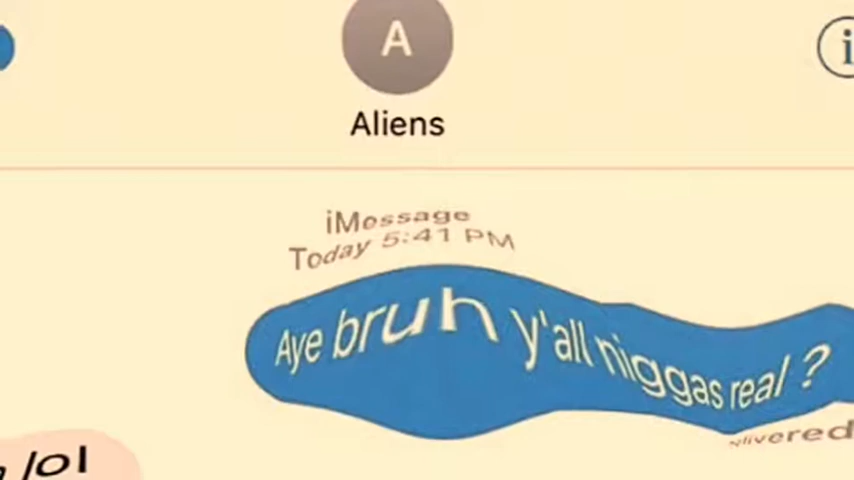 A
i
Aliens
iMessage
Today 5:41 PM
Aye bruh y'all niggas real ?
lol